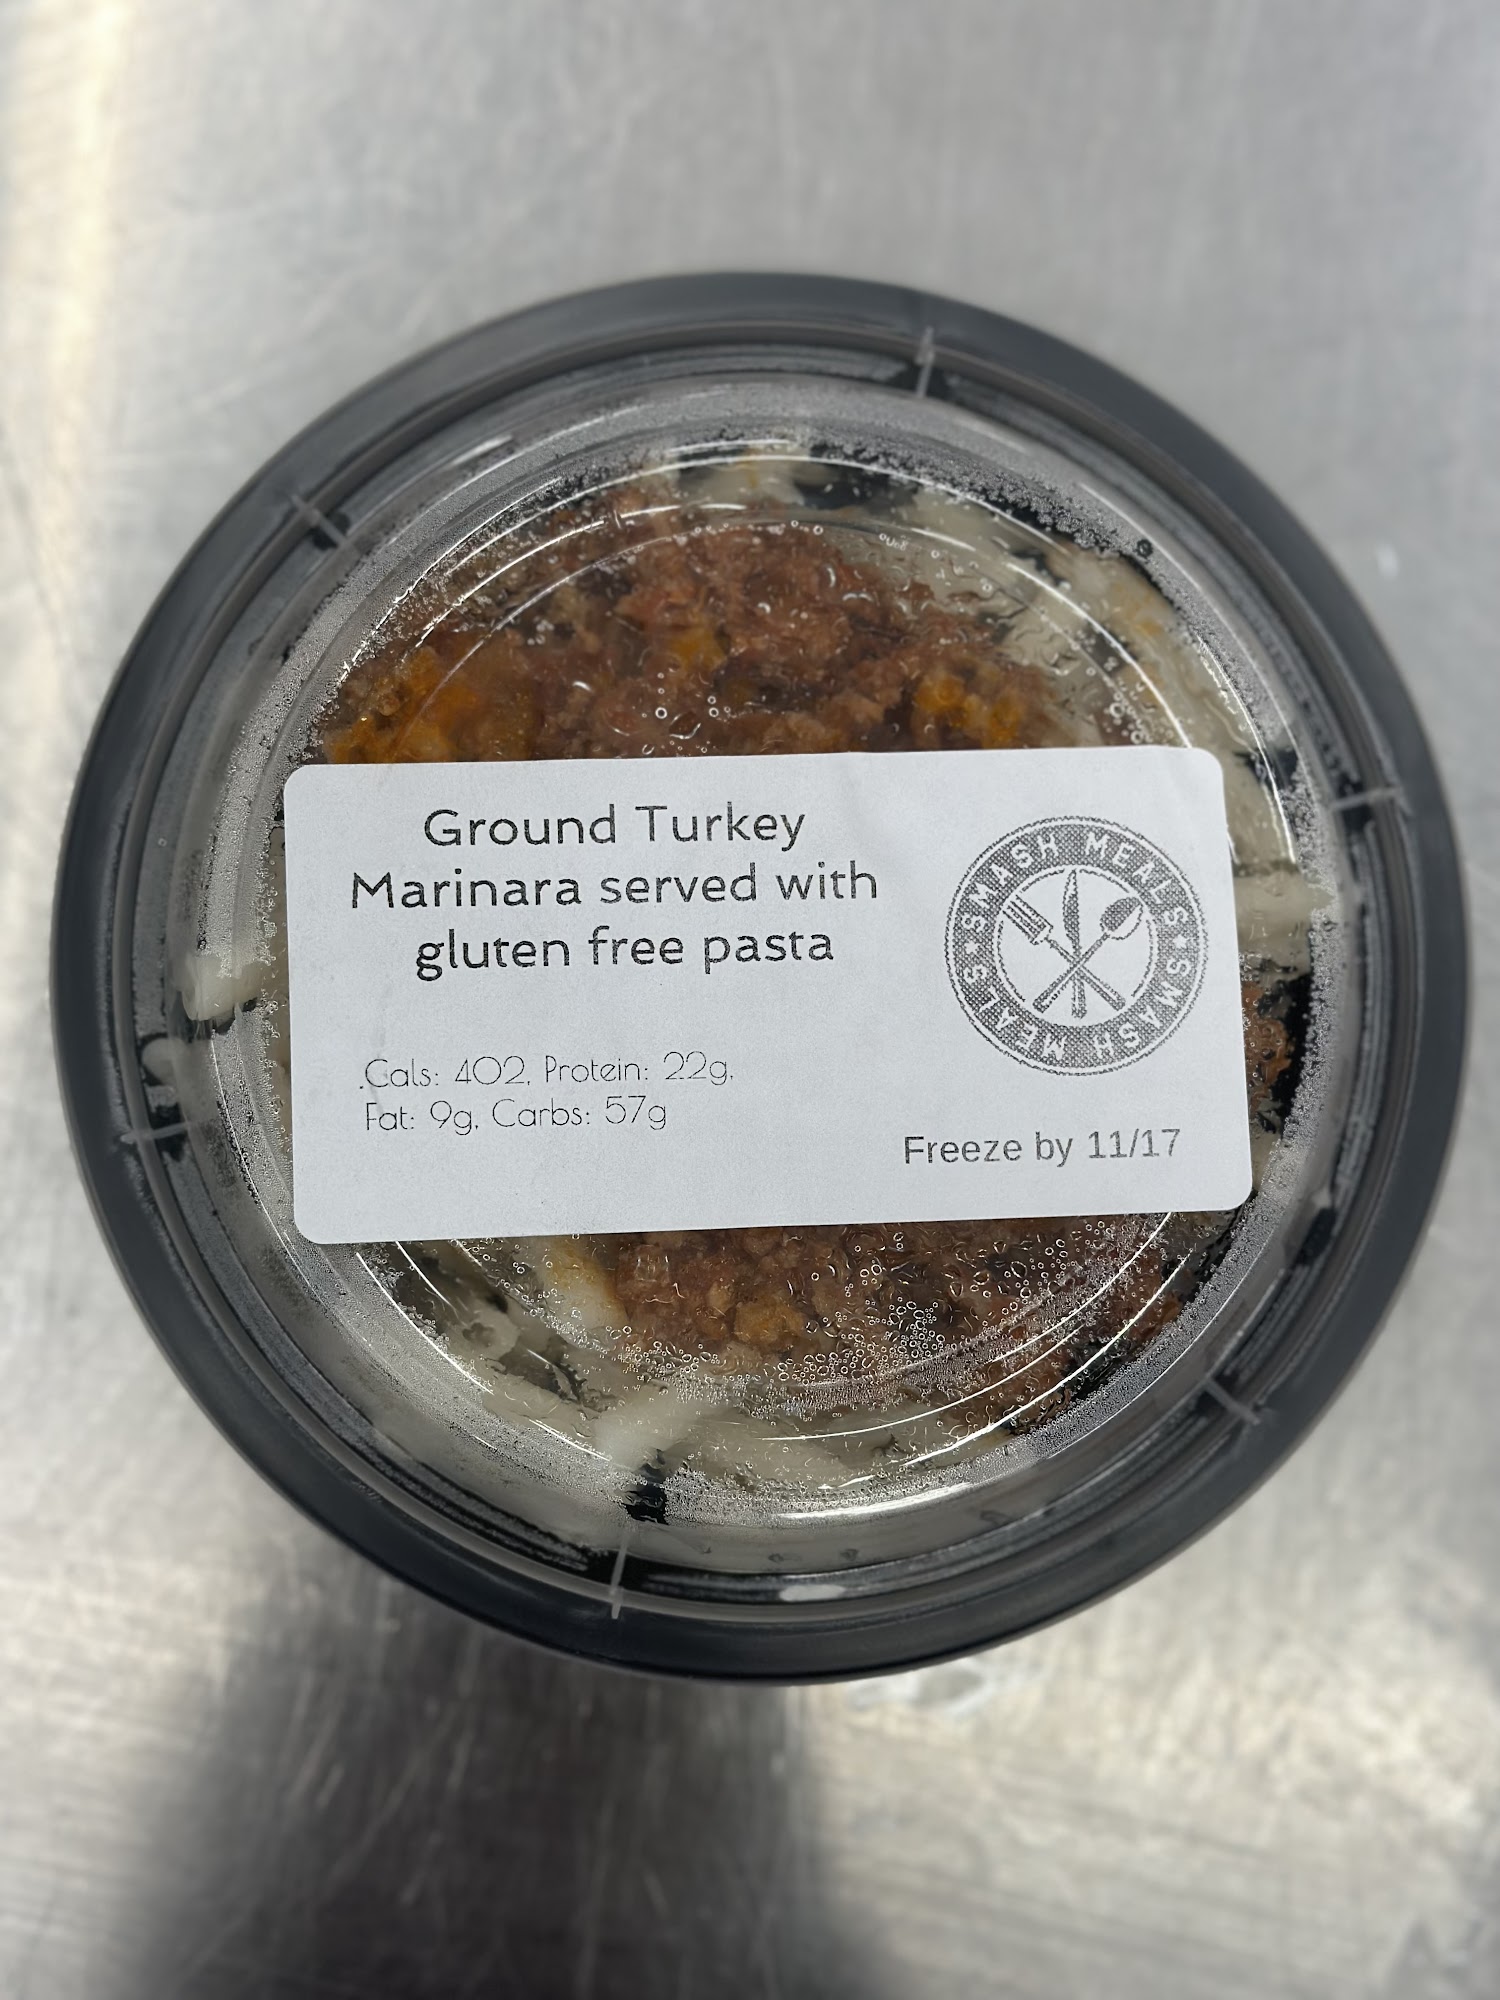 Ground Turkey
Marinara served with
gluten free pasta
Cals: 402, Protein: 22g,
Fat: 9g, Carbs: 57g
SMASH MEALS • SMASH MEALS •
Freeze by 11/17